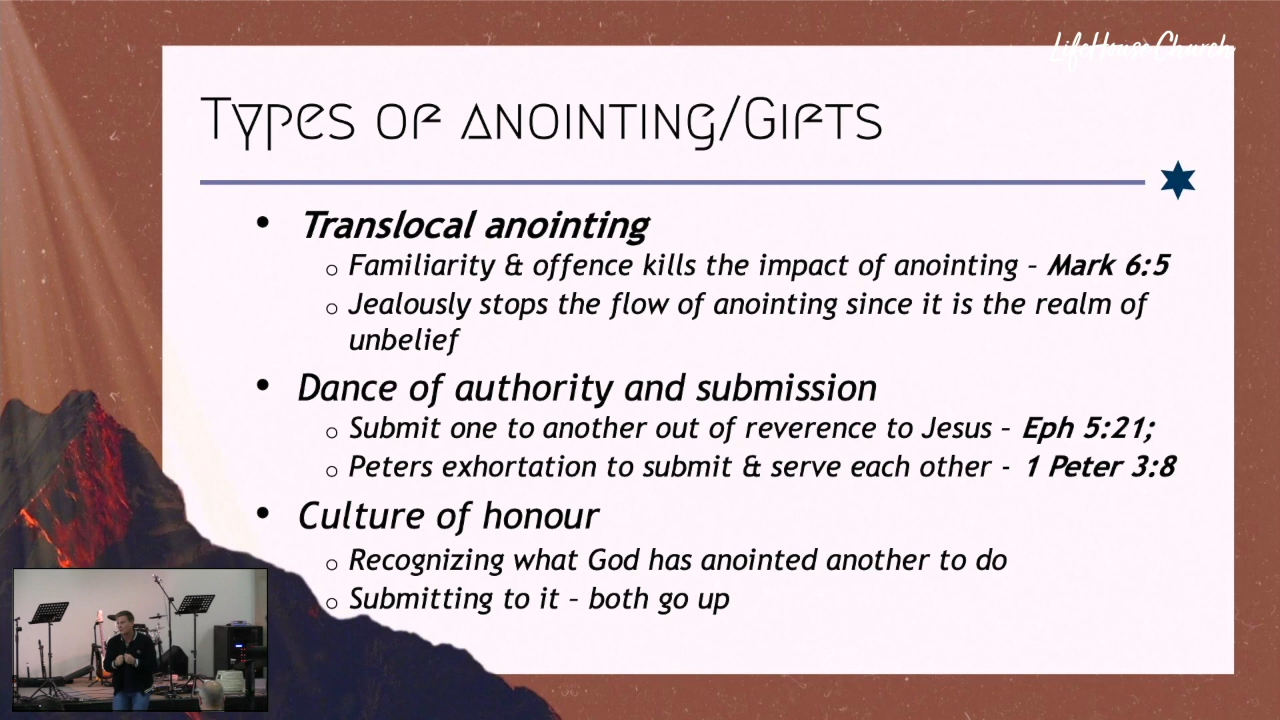 LifeHouse Church
Types of anointing/Gifts
• Translocal anointing
o Familiarity & offence kills the impact of anointing – Mark 6:5
o Jealously stops the flow of anointing since it is the realm of
unbelief
• Dance of authority and submission
o Submit one to another out of reverence to Jesus – Eph 5:21;
o Peters exhortation to submit & serve each other - 1 Peter 3:8
• Culture of honour
o Recognizing what God has anointed another to do
o Submitting to it – both go up